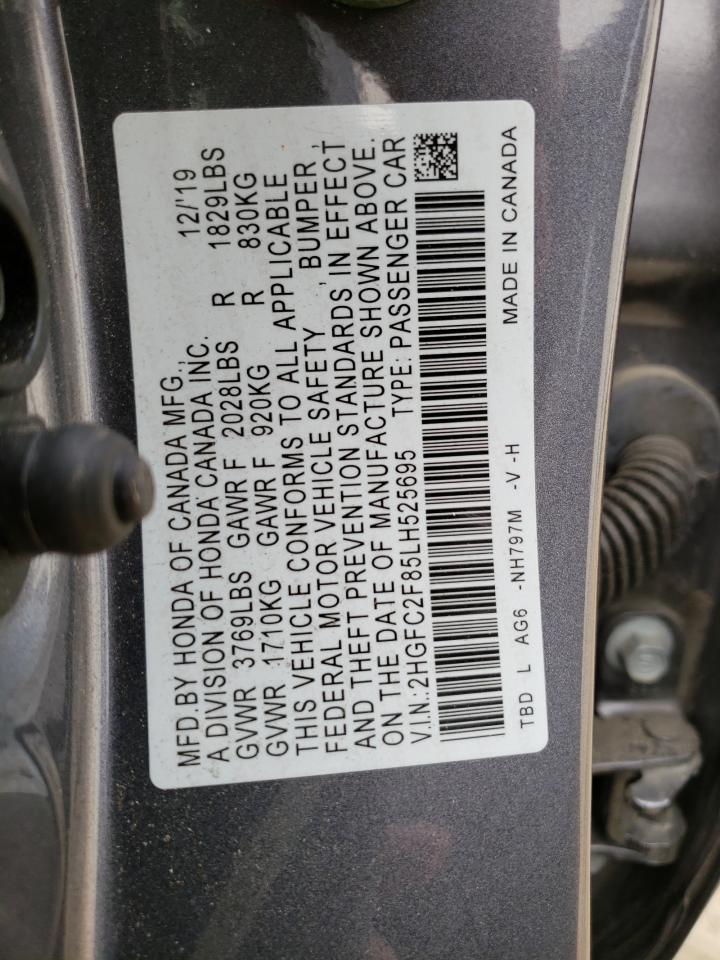 MFD.BY HONDA OF CANADA MFG., 12/'19
A DIVISION OF HONDA CANADA INC.
GVWR 3769LBS GAWR F 2028LBS R 1829LBS
GVWR 1710KG GAWR F 920KG R 830KG
THIS VEHICLE CONFORMS TO ALL APPLICABLE
FEDERAL MOTOR VEHICLE SAFETY , BUMPER ,
AND THEFT PREVENTION STANDARDS IN EFFECT
ON THE DATE OF MANUFACTURE SHOWN ABOVE.
V.I.N.:2HGFC2F85LH525695 TYPE: PASSENGER CAR
TBD L AG6 -NH797M -V -H MADE IN CANADA